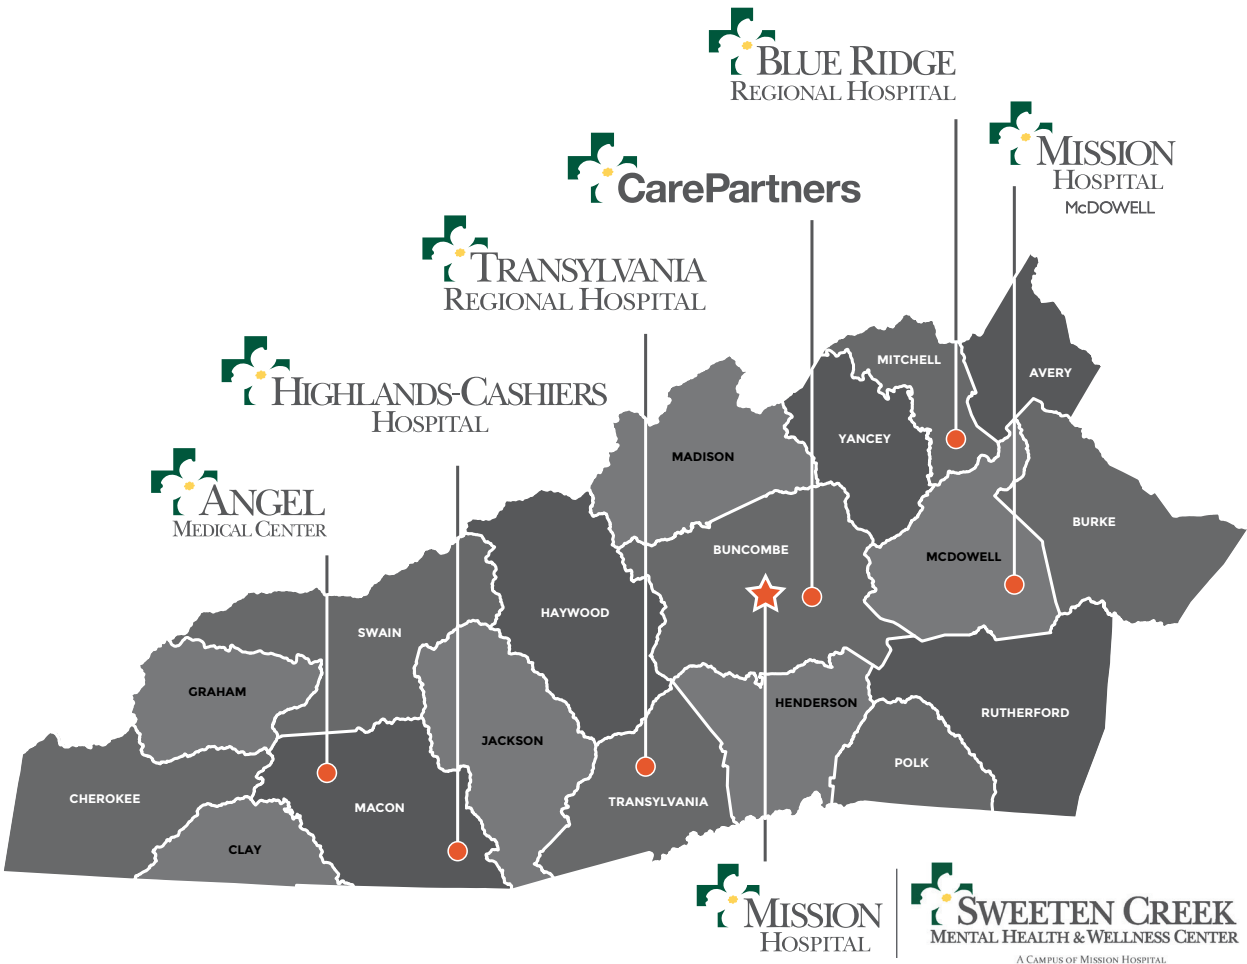 BLUE RIDGE
REGIONAL HOSPITAL
MISSION
HOSPITAL
McDOWELL
CarePartners
TRANSYLVANIA
REGIONAL HOSPITAL
HIGHLANDS-CASHIERS
HOSPITAL
ANGEL
MEDICAL CENTER
MITCHELL
AVERY
YANCEY
MADISON
BURKE
BUNCOMBE
MCDOWELL
HAYWOOD
SWAIN
GRAHAM
HENDERSON
RUTHERFORD
JACKSON
POLK
CHEROKEE
MACON
TRANSYLVANIA
CLAY
MISSION
HOSPITAL
SWEETEN CREEK
MENTAL HEALTH & WELLNESS CENTER
A CAMPUS OF MISSION HOSPITAL